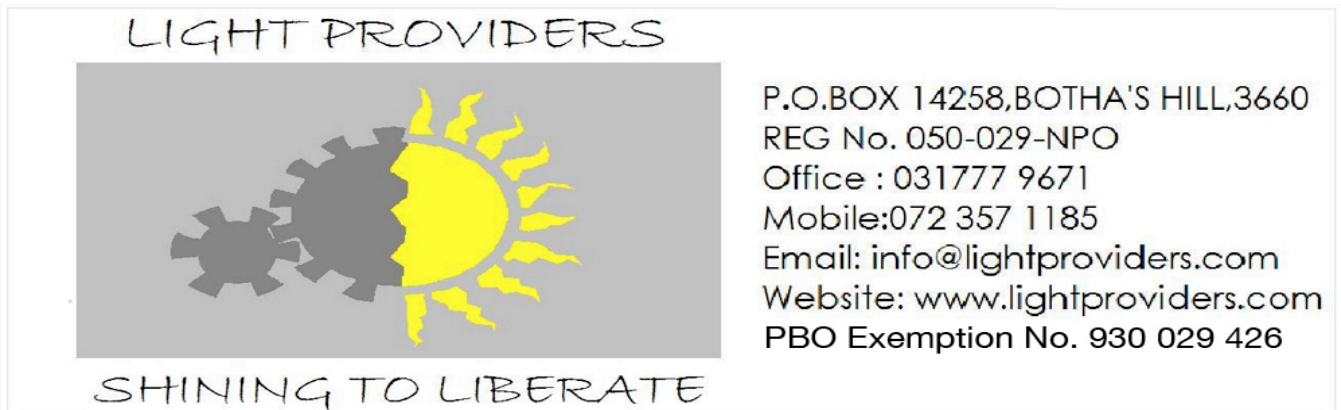 LIGHT PROVIDERS
P.O.BOX 14258,BOTHA'S HILL,3660
REG No. 050-029-NPO
Office : 031777 9671
Mobile:072 357 1185
Email: info@lightproviders.com
Website: www.lightproviders.com
PBO Exemption No. 930 029 426
SHINING TO LIBERATE